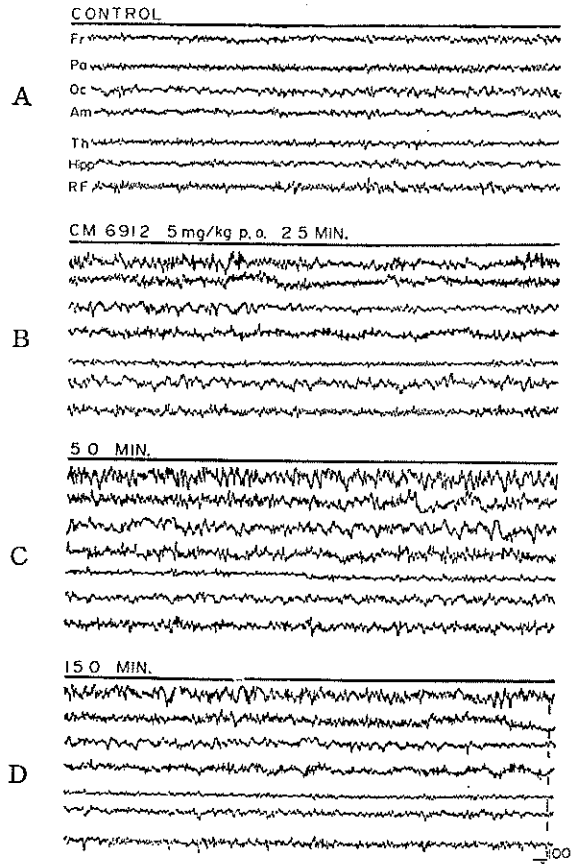 CONTROL
A
Fr
Pa
Oc
Am
Th
Hipp
RF
B
CM 6912 5 mg/kg p.o. 25 MIN.
C
50 MIN.
D
150 MIN.
100